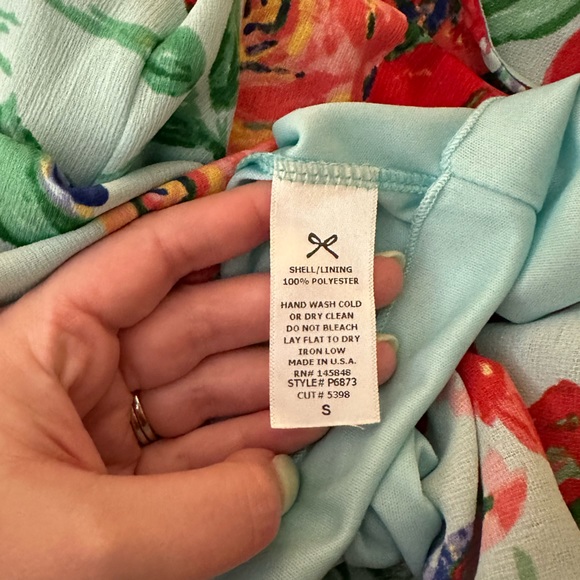 SHELL/LINING
100% POLYESTER
HAND WASH COLD
OR DRY CLEAN
DO NOT BLEACH
LAY FLAT TO DRY
IRON LOW
MADE IN U.S.A.
RN# 145848
STYLE# P6873
CUT# 5398
S